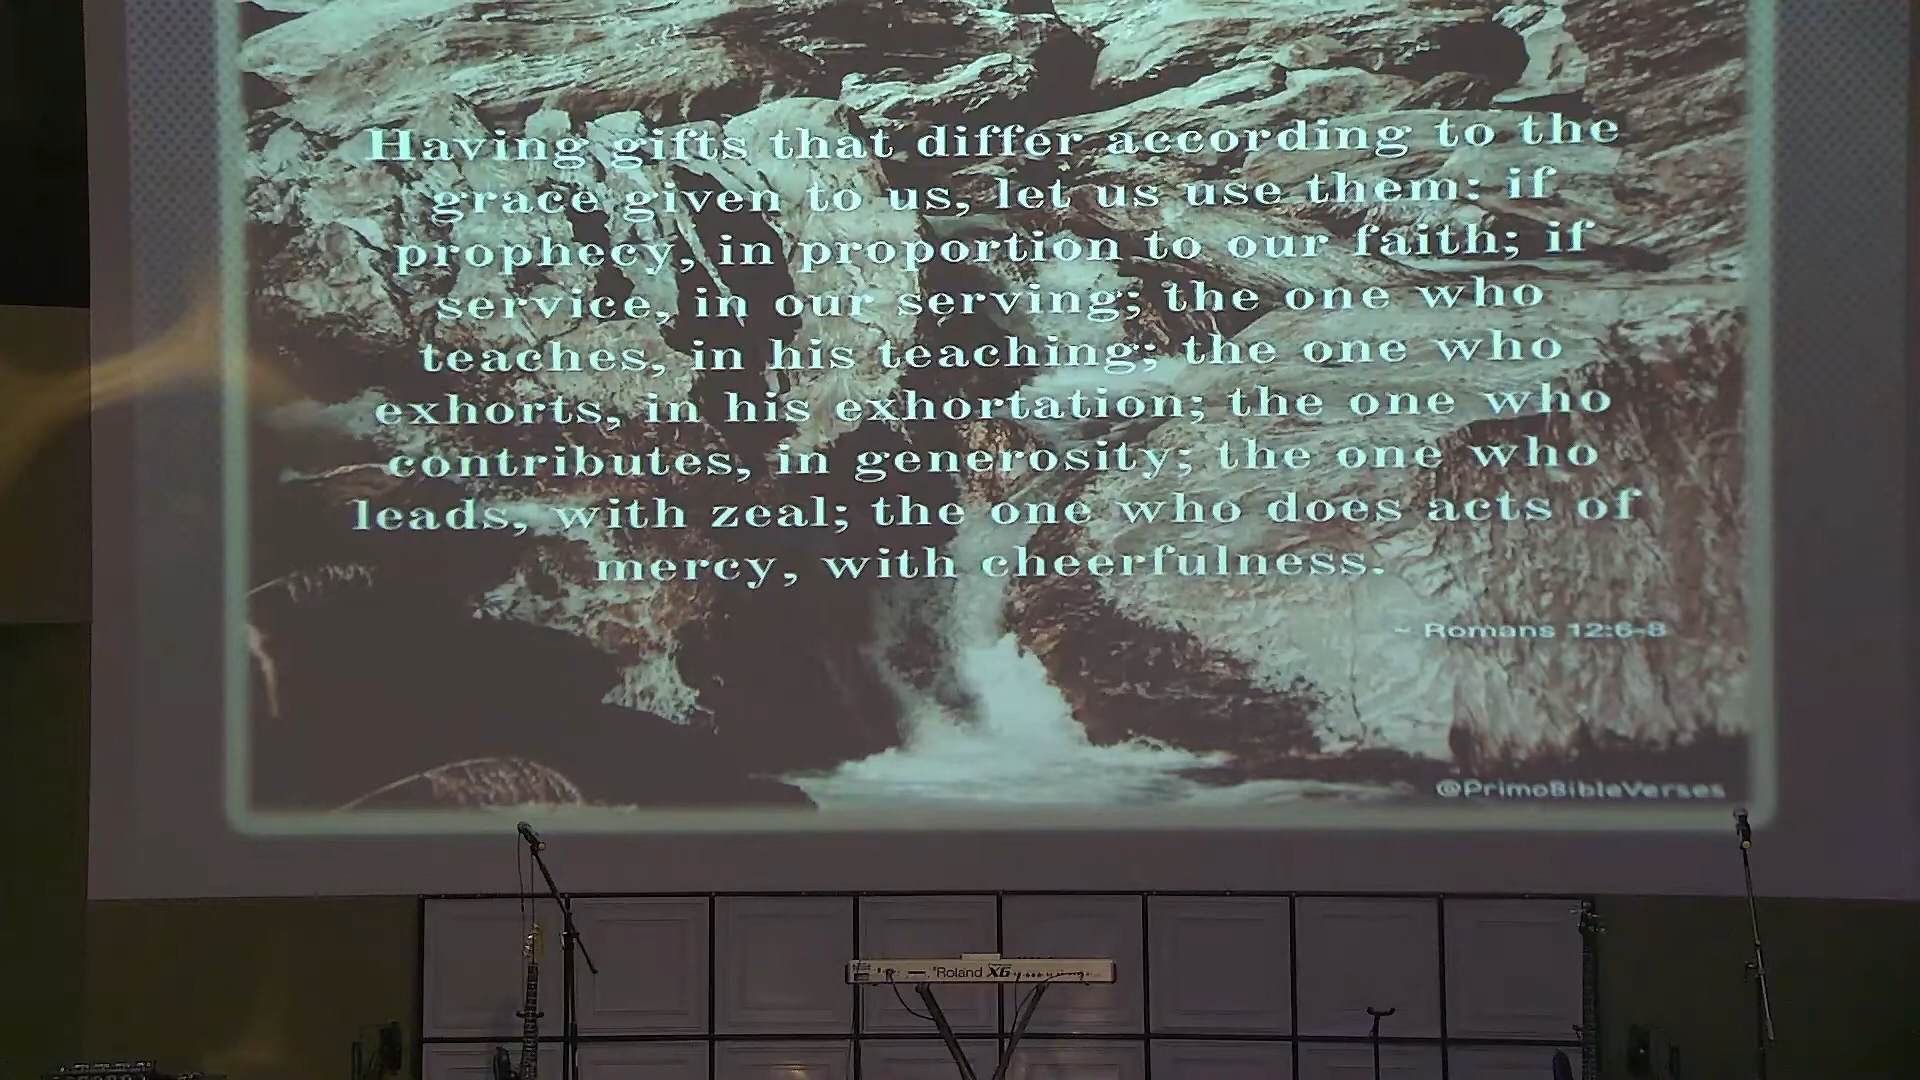 Having gifts that differ according to the
grace given to us, let us use them: if
prophecy, in proportion to our faith; if
service, in our serving; the one who
teaches, in his teaching; the one who
exhorts, in his exhortation; the one who
contributes, in generosity; the one who
leads, with zeal; the one who does acts of
mercy, with cheerfulness.
~ Romans 12:6-8
@PrimoBibleVerses
Roland X6